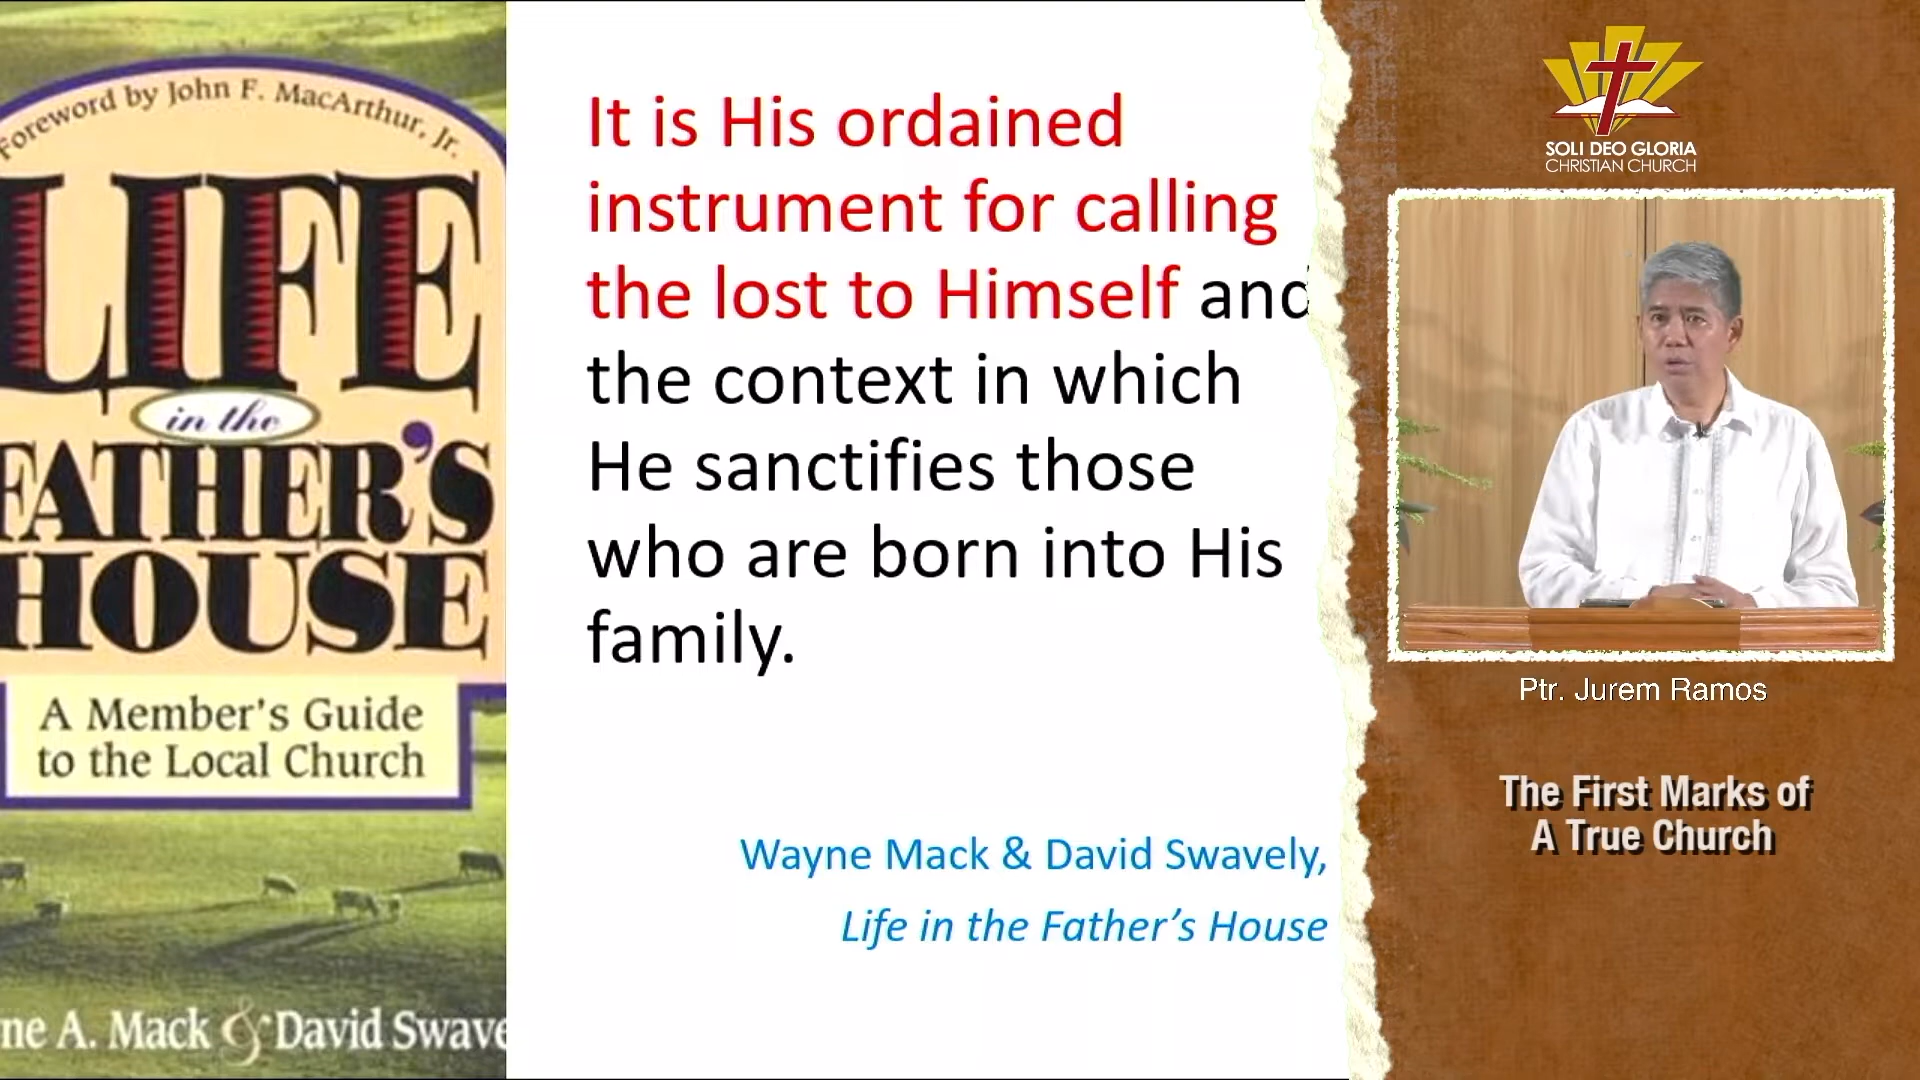 Foreword by John F. MacArthur, Jr.
LIFE
in the
FATHER'S
HOUSE
A Member's Guide
to the Local Church
ne A. Mack & David Swave
It is His ordained
instrument for calling
the lost to Himself and
the context in which
He sanctifies those
who are born into His
family.
Wayne Mack & David Swavely,
Life in the Father's House
SOLI DEO GLORIA
CHRISTIAN CHURCH
Ptr. Jurem Ramos
The First Marks of
A True Church